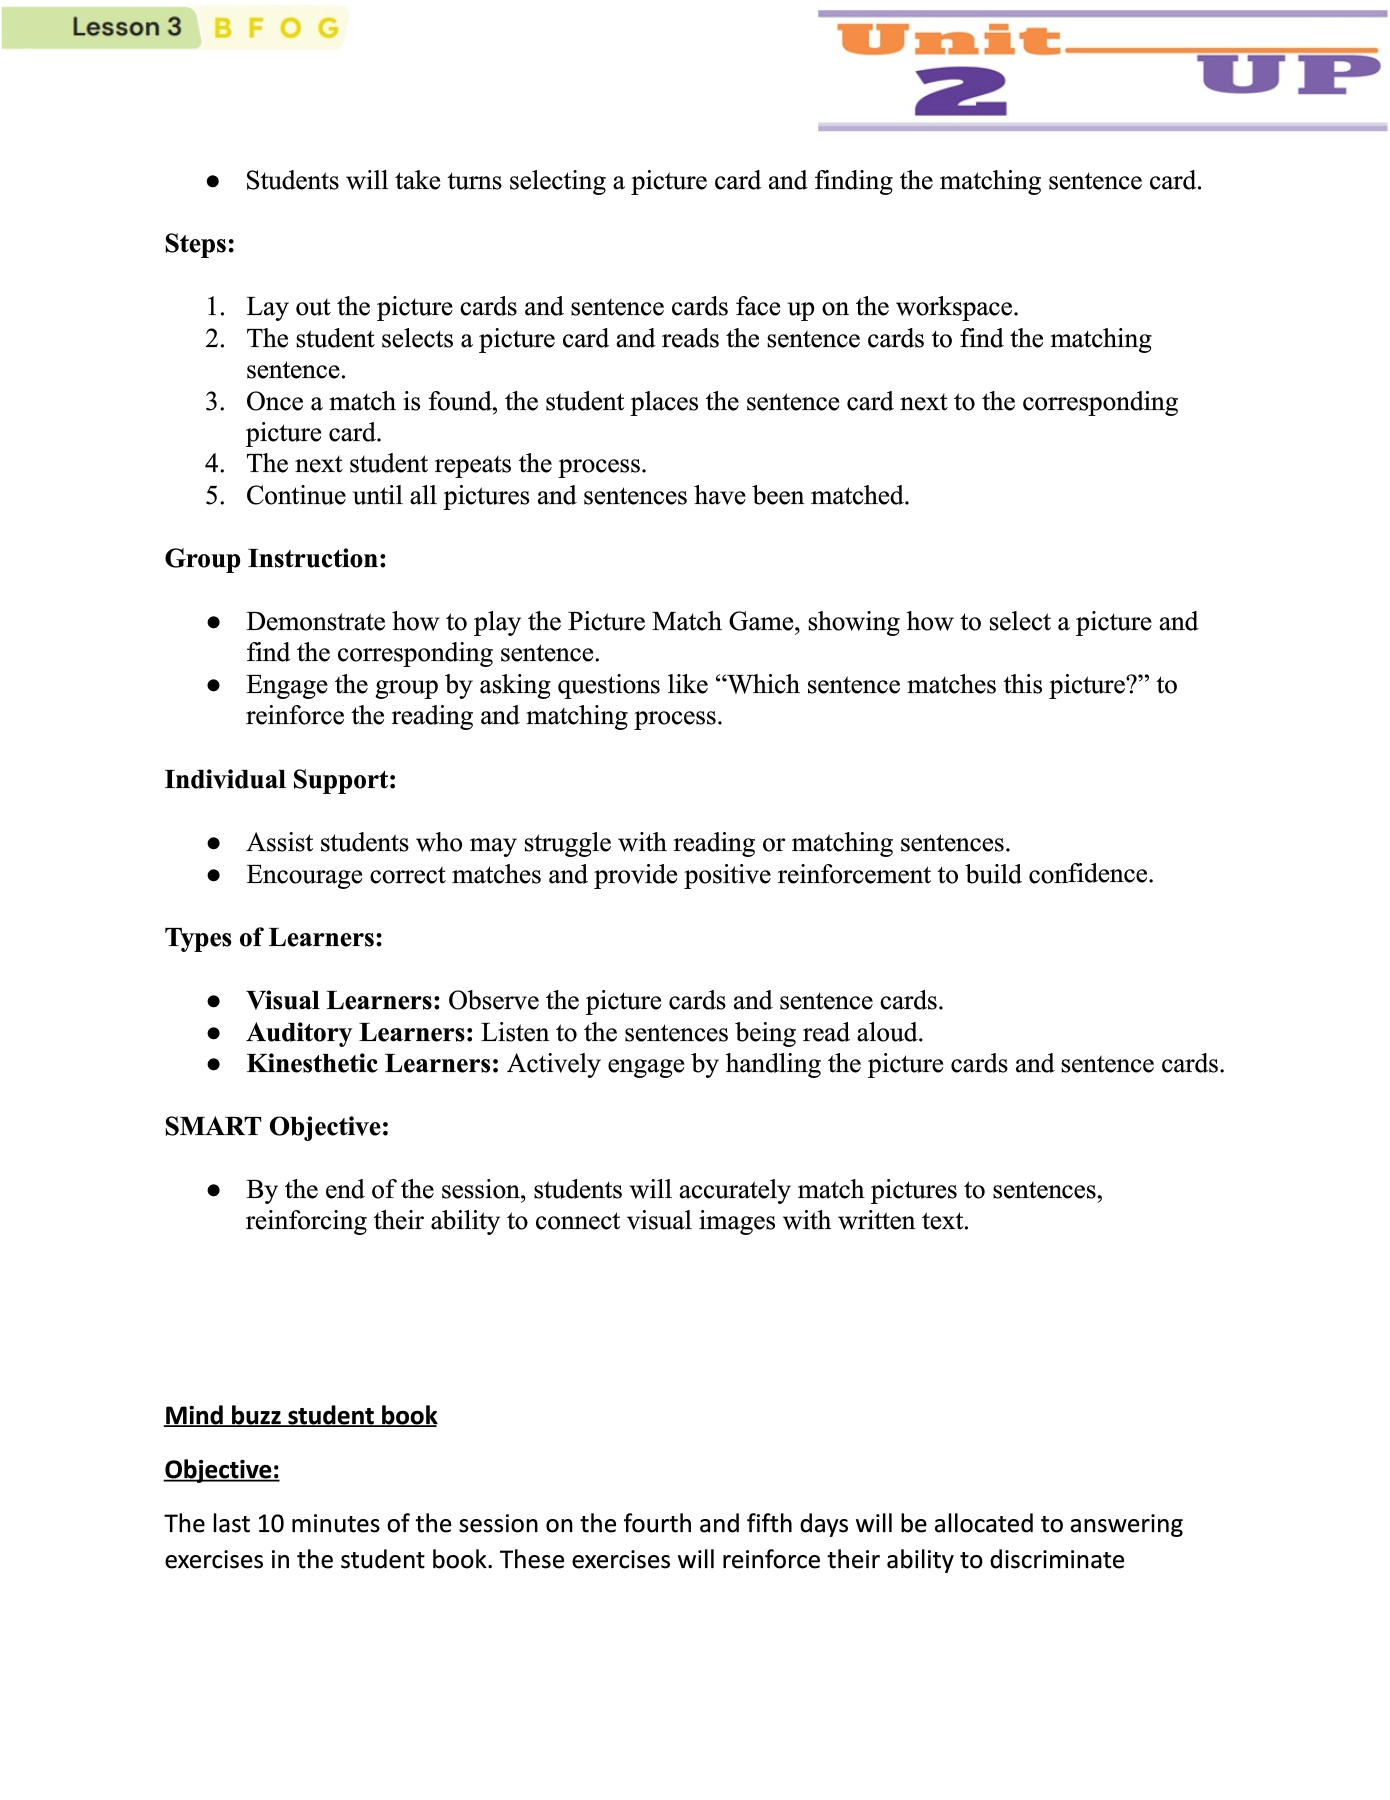 Lesson 3 B F O G
Unit
2 UP
● Students will take turns selecting a picture card and finding the matching sentence card.
Steps:
1. Lay out the picture cards and sentence cards face up on the workspace.
2. The student selects a picture card and reads the sentence cards to find the matching
sentence.
3. Once a match is found, the student places the sentence card next to the corresponding
picture card.
4. The next student repeats the process.
5. Continue until all pictures and sentences have been matched.
Group Instruction:
● Demonstrate how to play the Picture Match Game, showing how to select a picture and
find the corresponding sentence.
● Engage the group by asking questions like “Which sentence matches this picture?” to
reinforce the reading and matching process.
Individual Support:
● Assist students who may struggle with reading or matching sentences.
● Encourage correct matches and provide positive reinforcement to build confidence.
Types of Learners:
● Visual Learners: Observe the picture cards and sentence cards.
● Auditory Learners: Listen to the sentences being read aloud.
● Kinesthetic Learners: Actively engage by handling the picture cards and sentence cards.
SMART Objective:
● By the end of the session, students will accurately match pictures to sentences,
reinforcing their ability to connect visual images with written text.
Mind buzz student book
Objective:
The last 10 minutes of the session on the fourth and fifth days will be allocated to answering
exercises in the student book. These exercises will reinforce their ability to discriminate